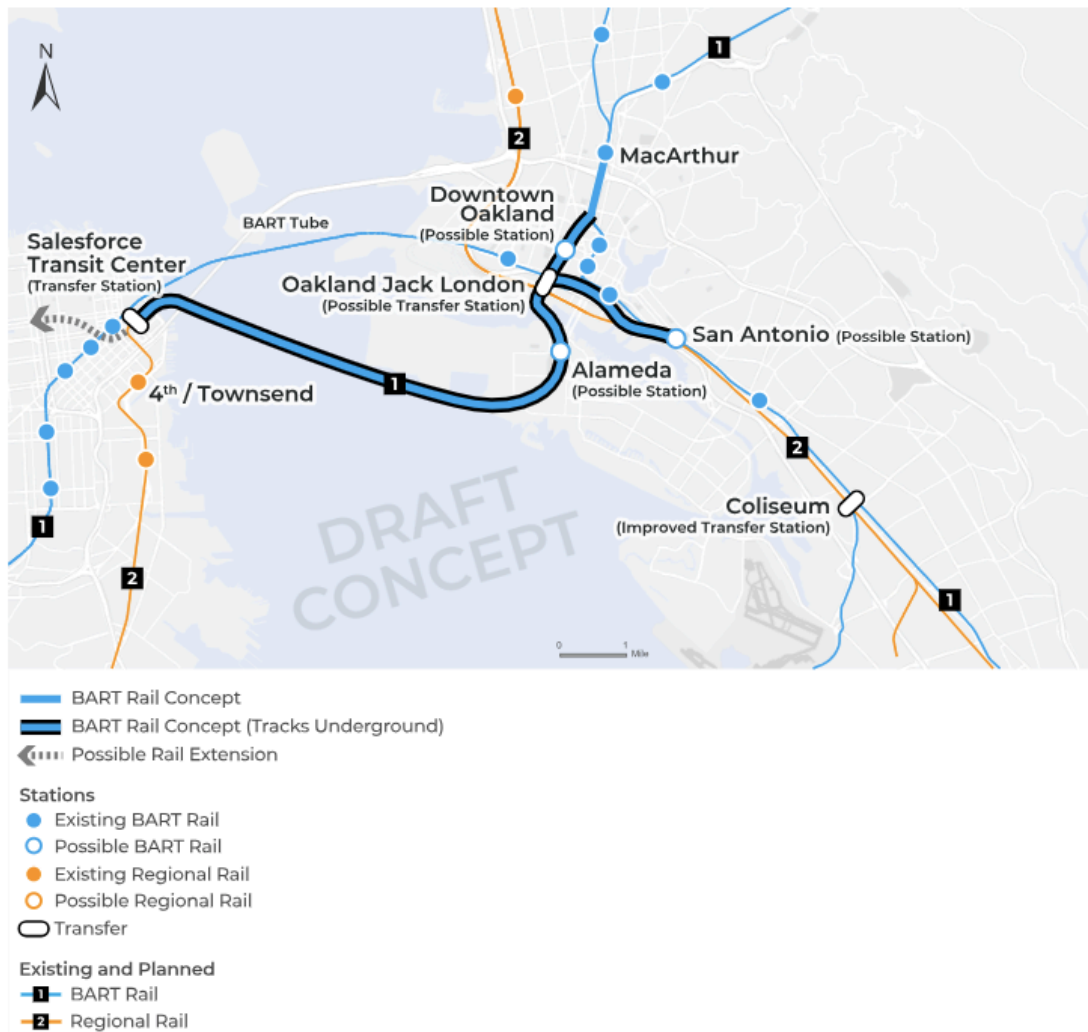 N
1
2
MacArthur
Downtown
Oakland
(Possible Station)
BART Tube
Salesforce
Transit Center
(Transfer Station)
Oakland Jack London
(Possible Transfer Station)
San Antonio (Possible Station)
Alameda
(Possible Station)
1
4th / Townsend
2
Coliseum
(Improved Transfer Station)
DRAFT
CONCEPT
1
2
1
0 1
Mile
BART Rail Concept
BART Rail Concept (Tracks Underground)
Possible Rail Extension
Stations
Existing BART Rail
Possible BART Rail
Existing Regional Rail
Possible Regional Rail
Transfer
Existing and Planned
1 BART Rail
2 Regional Rail